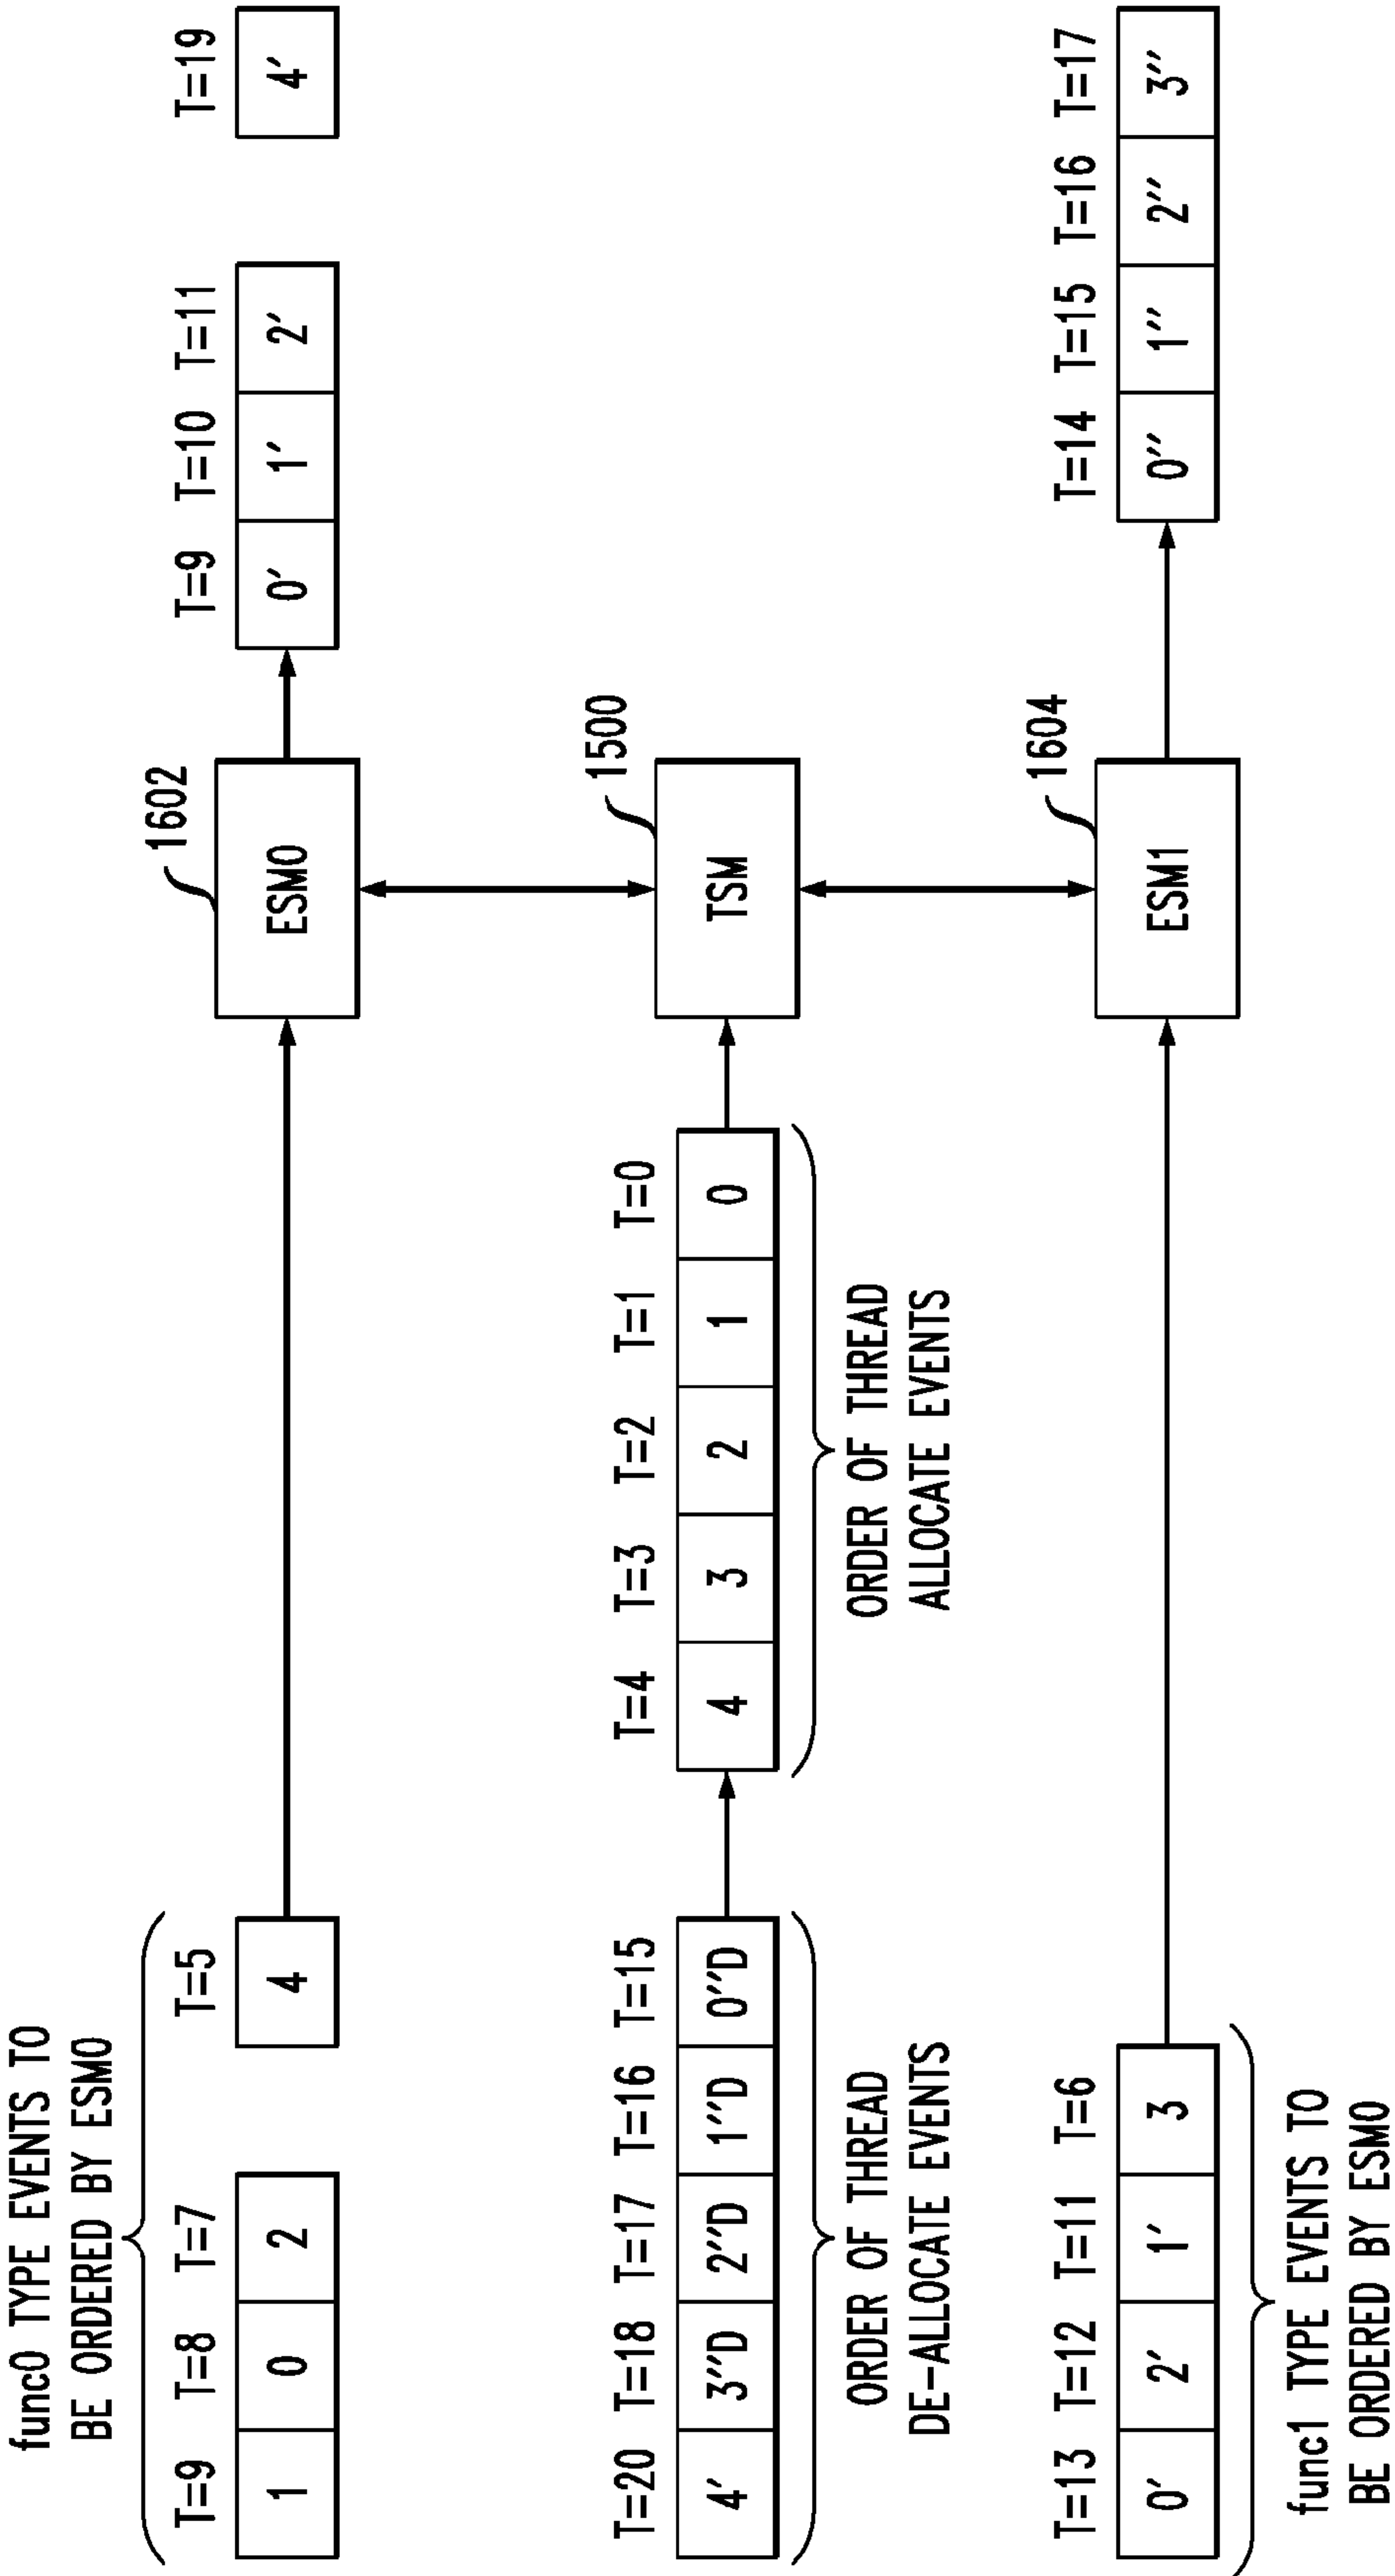 func0 TYPE EVENTS TO
BE ORDERED BY ESM0
T=9 T=8 T=7 T=5
1 0 2 4
1602
ESM0
T=9 T=10 T=11 T=19
0' 1' 2' 4'
T=20 T=18 T=17 T=16 T=15
4' 3''D 2''D 1''D 0''D
ORDER OF THREAD
DE-ALLOCATE EVENTS
T=4 T=3 T=2 T=1 T=0
4 3 2 1 0
ORDER OF THREAD
ALLOCATE EVENTS
1500
TSM
T=13 T=12 T=11 T=6
0' 2' 1' 3
func1 TYPE EVENTS TO
BE ORDERED BY ESM0
1604
ESM1
T=14 T=15 T=16 T=17
0'' 1'' 2'' 3''